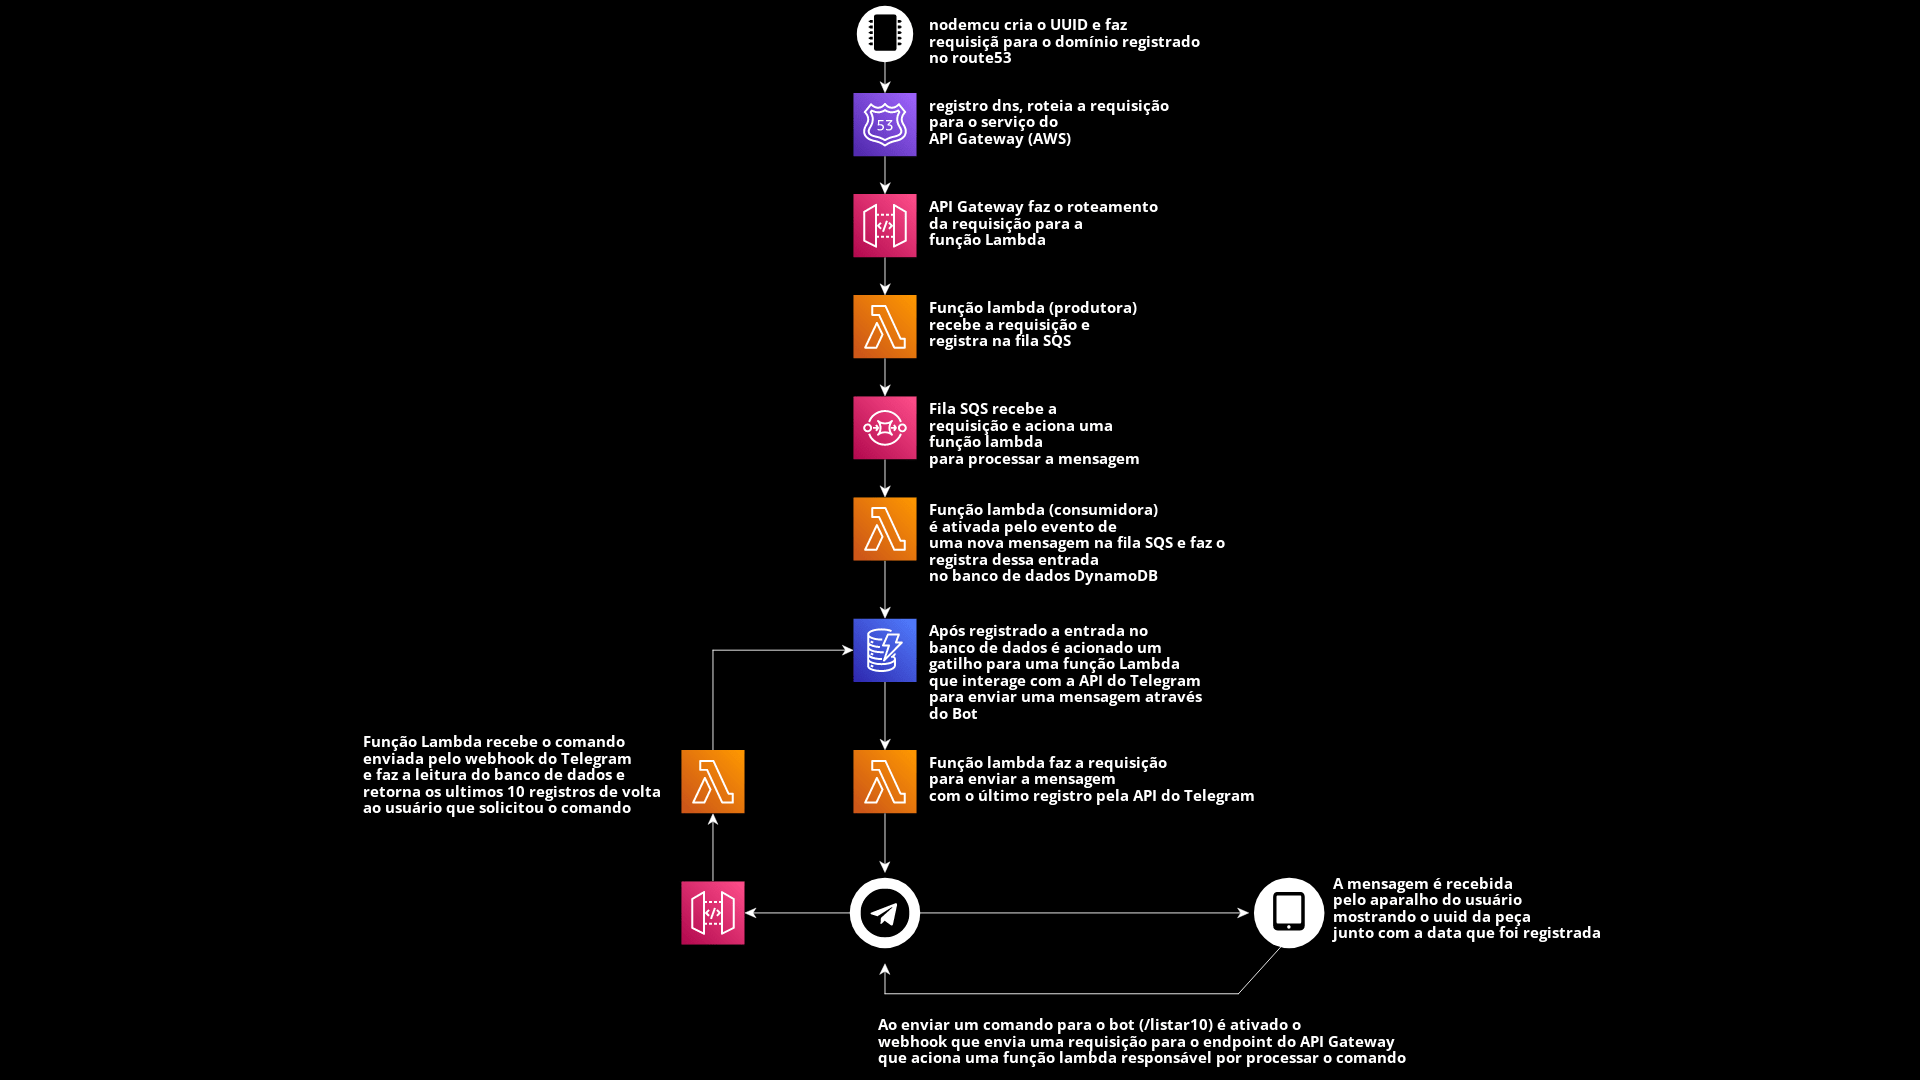 nodemcu cria o UUID e faz
requisiçã para o domínio registrado
no route53
53
registro dns, roteia a requisição
para o serviço do
API Gateway (AWS)
API Gateway faz o roteamento
da requisição para a
função Lambda
Função lambda (produtora)
recebe a requisição e
registra na fila SQS
Fila SQS recebe a
requisição e aciona uma
função lambda
para processar a mensagem
Função lambda (consumidora)
é ativada pelo evento de
uma nova mensagem na fila SQS e faz o
registra dessa entrada
no banco de dados DynamoDB
Após registrado a entrada no
banco de dados é acionado um
gatilho para uma função Lambda
que interage com a API do Telegram
para enviar uma mensagem através
do Bot
Função Lambda recebe o comando
enviada pelo webhook do Telegram
e faz a leitura do banco de dados e
retorna os ultimos 10 registros de volta
ao usuário que solicitou o comando
Função lambda faz a requisição
para enviar a mensagem
com o último registro pela API do Telegram
A mensagem é recebida
pelo aparalho do usuário
mostrando o uuid da peça
junto com a data que foi registrada
Ao enviar um comando para o bot (/listar10) é ativado o
webhook que envia uma requisição para o endpoint do API Gateway
que aciona uma função lambda responsável por processar o comando